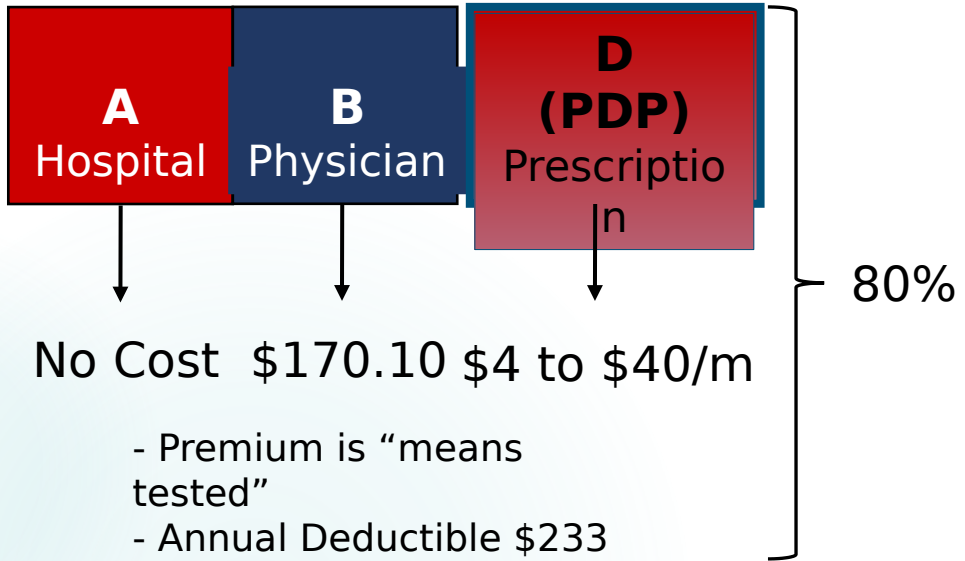 A
Hospital
B
Physician
D
(PDP)
Prescriptio
n
No Cost
$170.10
$4 to $40/m
- Premium is “means
tested”
- Annual Deductible $233
80%